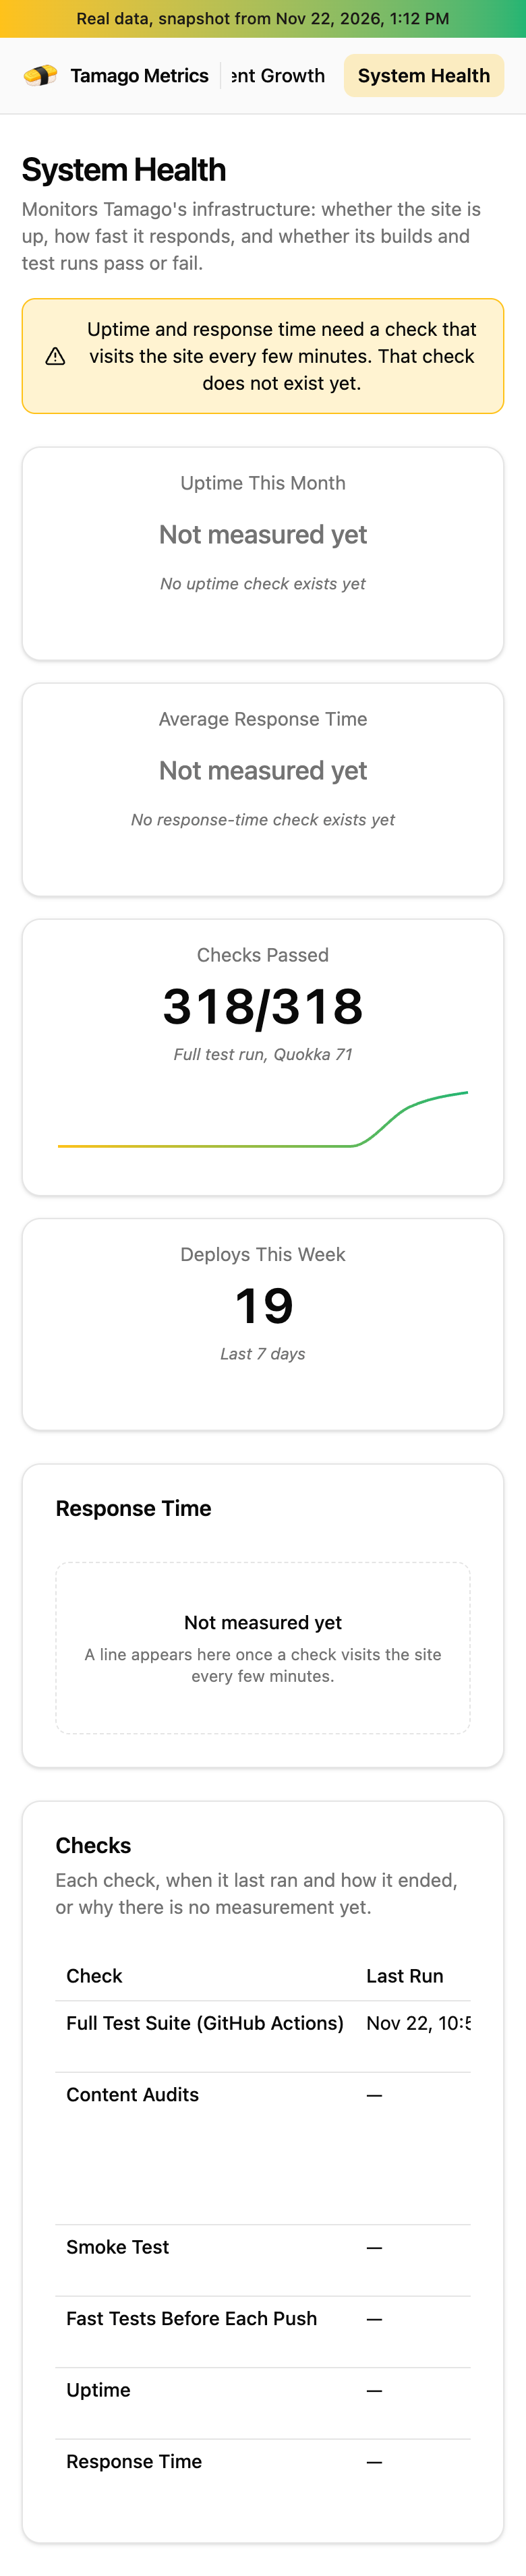 Real data, snapshot from Nov 22, 2026, 1:12 PM
Tamago Metrics
ent Growth
System Health
System Health
Monitors Tamago's infrastructure: whether the site is
up, how fast it responds, and whether its builds and
test runs pass or fail.
Uptime and response time need a check that
visits the site every few minutes. That check
does not exist yet.
Uptime This Month
Not measured yet
No uptime check exists yet
Average Response Time
Not measured yet
No response-time check exists yet
Checks Passed
318/318
Full test run, Quokka 71
Deploys This Week
19
Last 7 days
Response Time
Not measured yet
A line appears here once a check visits the site
every few minutes.
Checks
Each check, when it last ran and how it ended,
or why there is no measurement yet.
Check Last Run
Full Test Suite (GitHub Actions) Nov 22, 10:5
Content Audits —
Smoke Test —
Fast Tests Before Each Push —
Uptime —
Response Time —